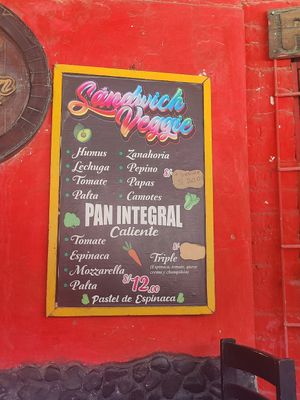 Sándwich
Veggie
Humus
Zanahoria
Lechuga
Pepino
Tomate
Papas
Palta
Camotes
S/
PAN INTEGRAL
Caliente
Tomate
Espinaca
Mozzarella
Palta
S/
Triple
S/12.00
Pastel de Espinaca